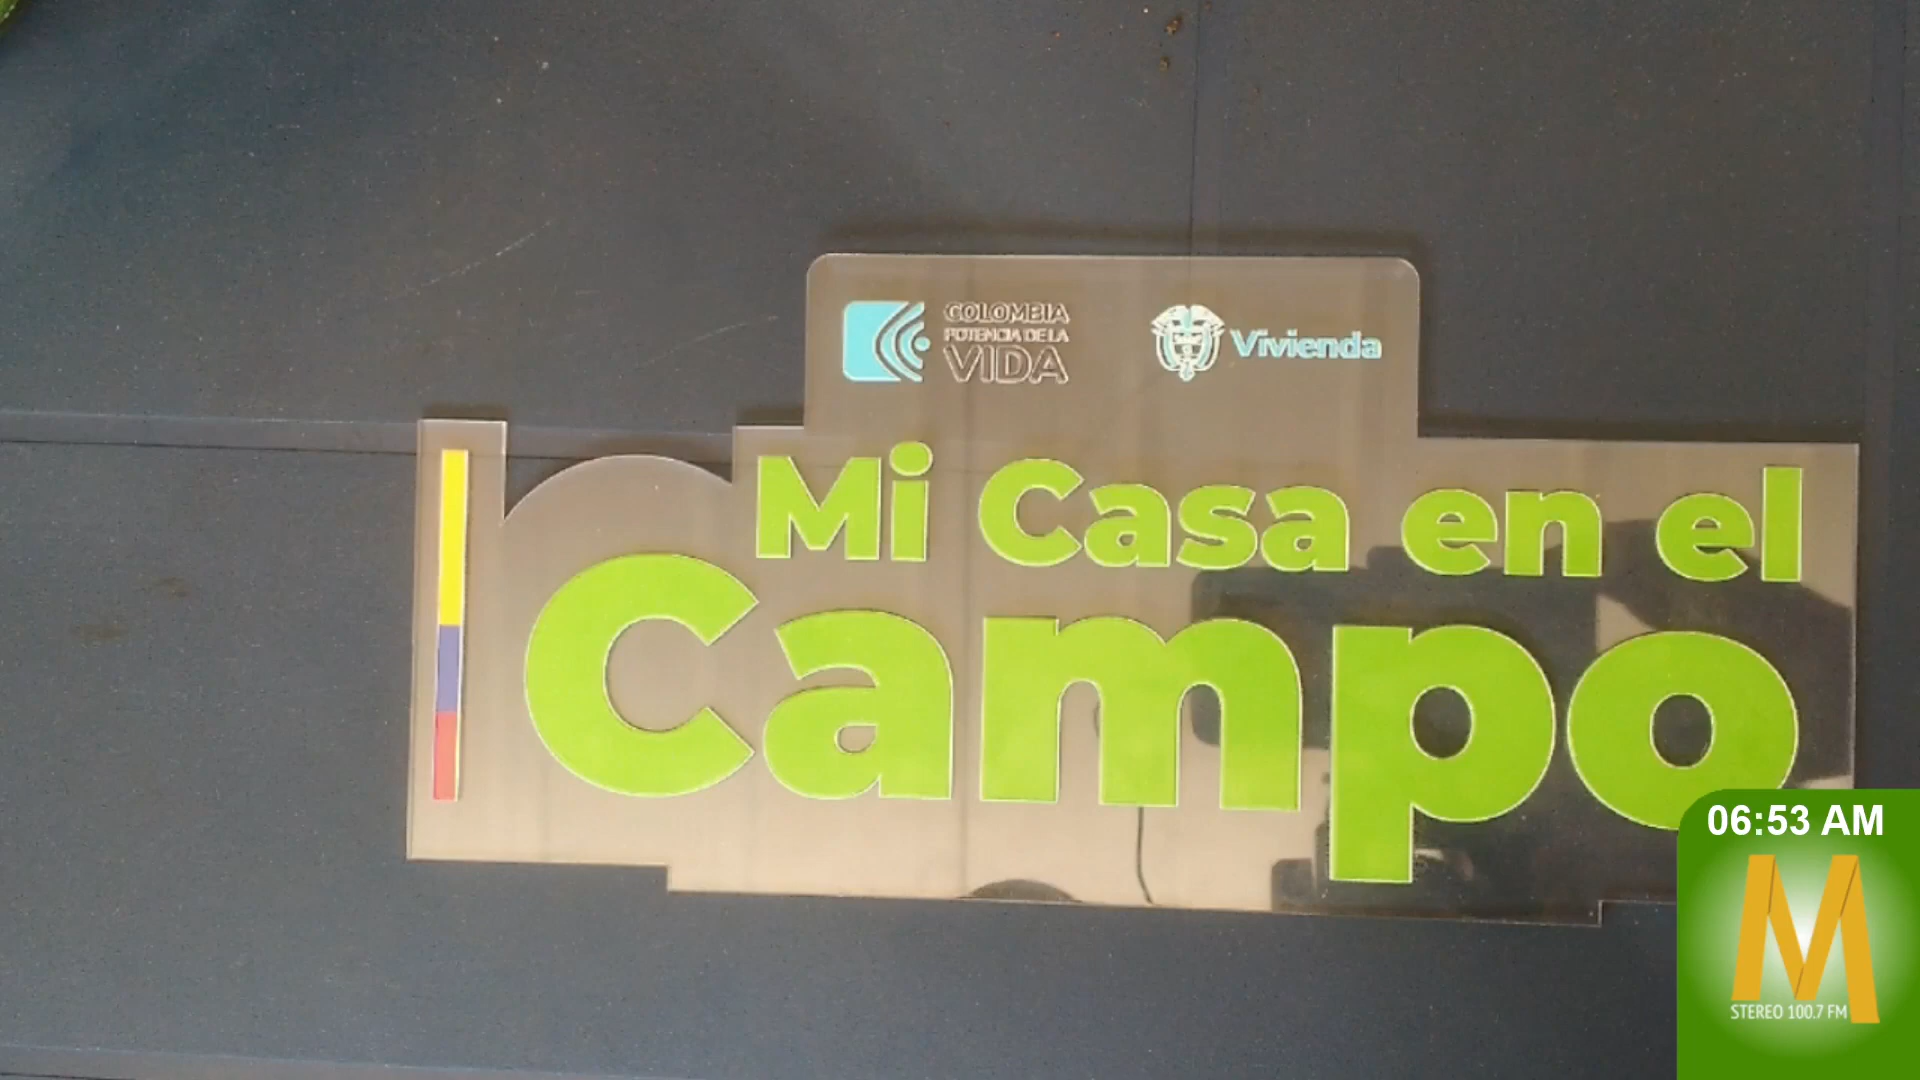 COLOMBIA
POTENCIA DE LA
VIDA
Vivienda
Mi Casa en el
Campo
06:53 AM
M
STEREO 100.7 FM